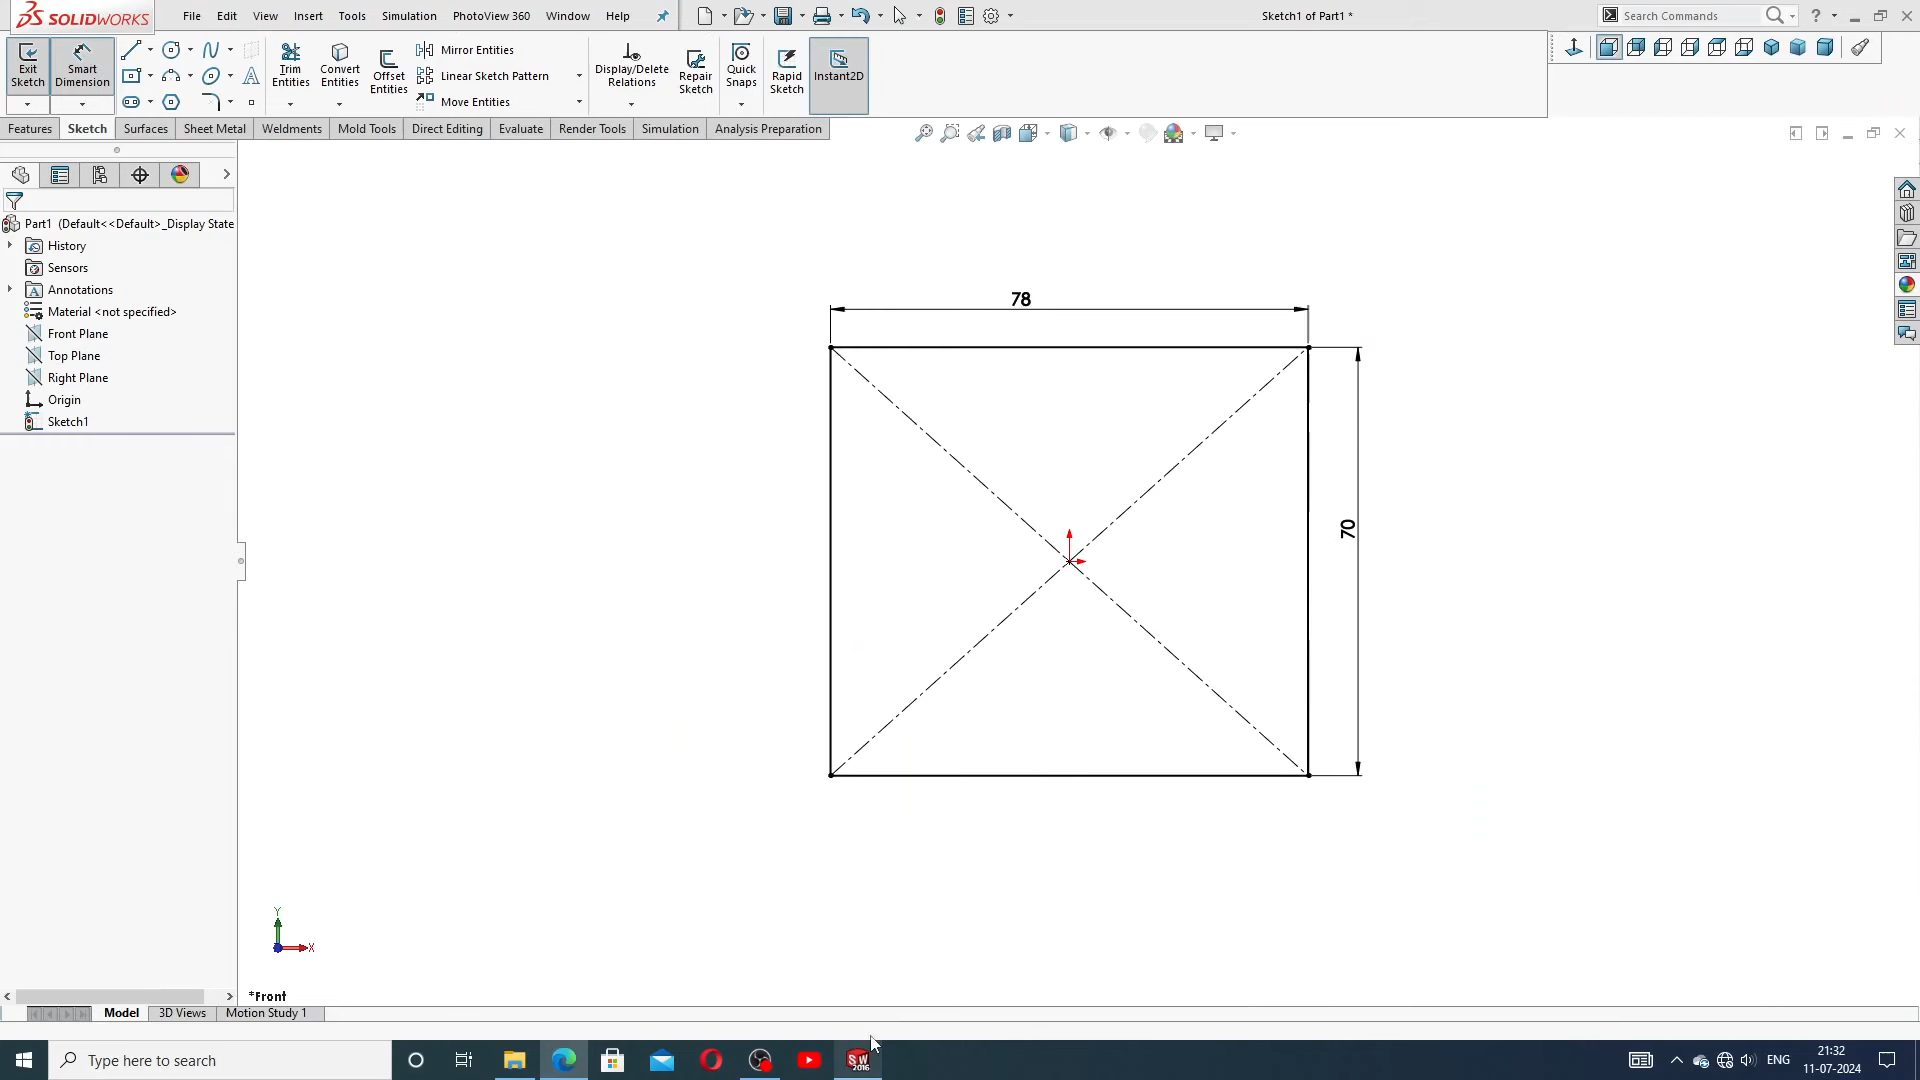 SOLIDWORKS File Edit View Insert Tools Simulation PhotoView 360 Window Help Sketch1 of Part1 * Search Commands ?
Exit Sketch
Smart Dimension
Trim Entities
Convert Entities
Offset Entities
Mirror Entities
Linear Sketch Pattern
Move Entities
Display/Delete Relations
Repair Sketch
Quick Snaps
Rapid Sketch
Instant2D
Features Sketch Surfaces Sheet Metal Weldments Mold Tools Direct Editing Evaluate Render Tools Simulation Analysis Preparation
Part1 (Default<<Default>_Display State
History
Sensors
Annotations
Material <not specified>
Front Plane
Top Plane
Right Plane
Origin
Sketch1
78
70
Y
X
*Front
Model 3D Views Motion Study 1
Type here to search
SW
2016
ENG
21:32
11-07-2024